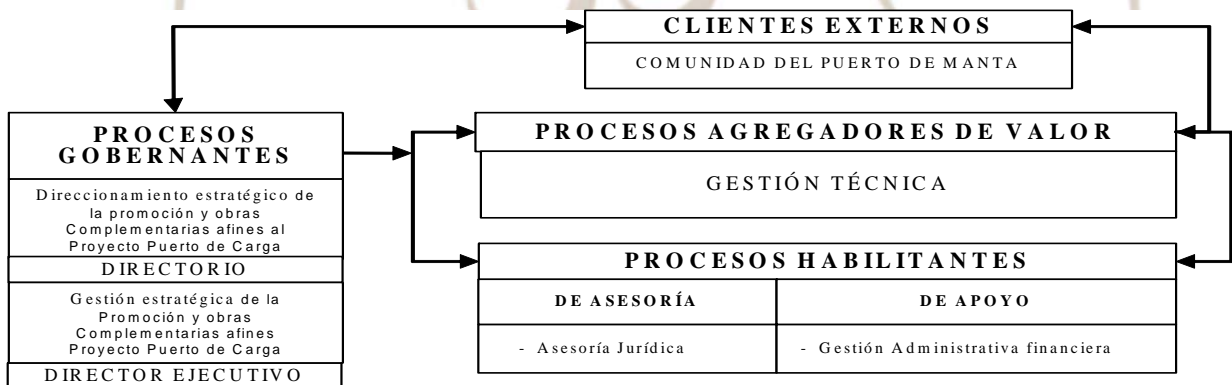 CLIENTES EXTERNOS
COMUNIDAD DEL PUERTO DE MANTA
PROCESOS
GOBERNANTES
Direccionamiento estratégico de
la promoción y obras
Complementarias afines al
Proyecto Puerto de Carga
DIRECTORIO
Gestión estratégica de la
Promoción y obras
Complementarias afines
Proyecto Puerto de Carga
DIRECTOR EJECUTIVO
PROCESOS AGREGADORES DE VALOR
GESTIÓN TÉCNICA
PROCESOS HABILITANTES
DE ASESORÍA
- Asesoría Jurídica
DE APOYO
- Gestión Administrativa financiera